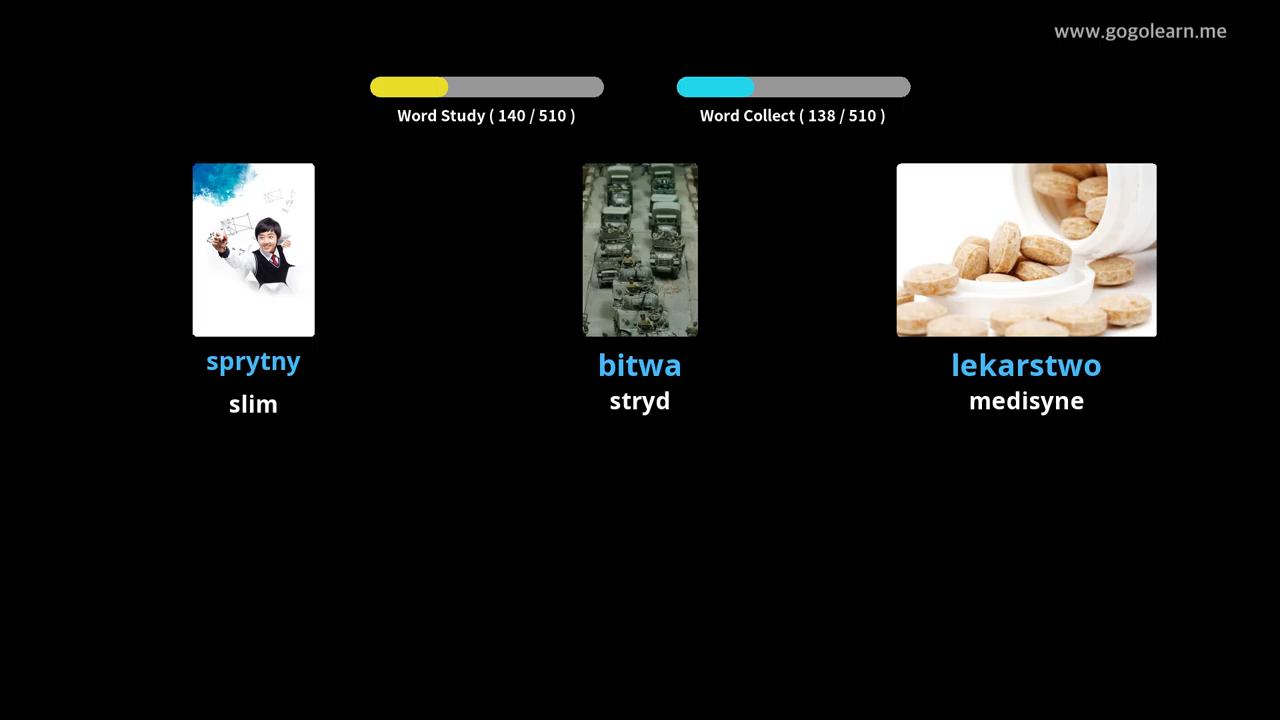 www.gogolearn.me
Word Study ( 140 / 510 )
Word Collect ( 138 / 510 )
sprytny
bitwa
lekarstwo
slim
stryd
medisyne